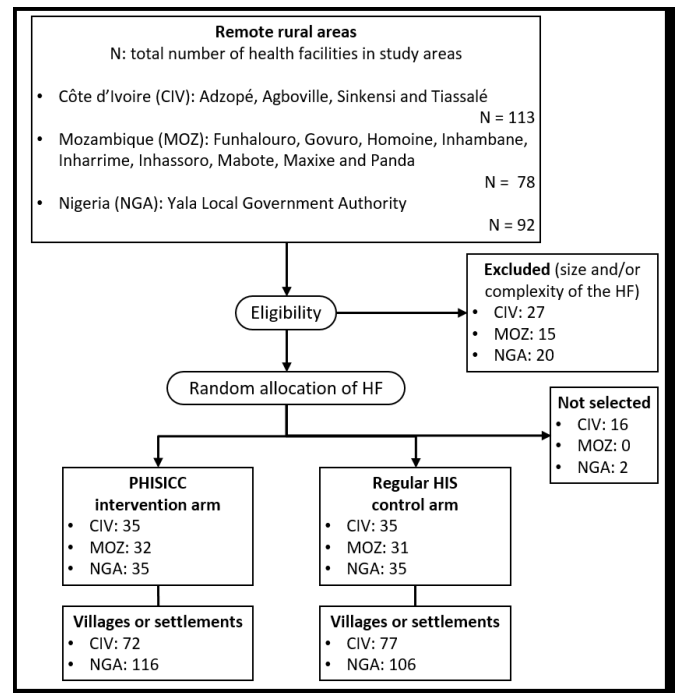 Remote rural areas
N: total number of health facilities in study areas
• Côte d'Ivoire (CIV): Adzopé, Agboville, Sinkensi and Tiassalé
N = 113
• Mozambique (MOZ): Funhalouro, Govuro, Homoine, Inhambane,
Inharrime, Inhassoro, Mabote, Maxixe and Panda
N = 78
• Nigeria (NGA): Yala Local Government Authority
N = 92
Excluded (size and/or
complexity of the HF)
• CIV: 27
• MOZ: 15
• NGA: 20
Eligibility
Random allocation of HF
Not selected
• CIV: 16
• MOZ: 0
• NGA: 2
PHISICC
intervention arm
• CIV: 35
• MOZ: 32
• NGA: 35
Regular HIS
control arm
• CIV: 35
• MOZ: 31
• NGA: 35
Villages or settlements
• CIV: 72
• NGA: 116
Villages or settlements
• CIV: 77
• NGA: 106